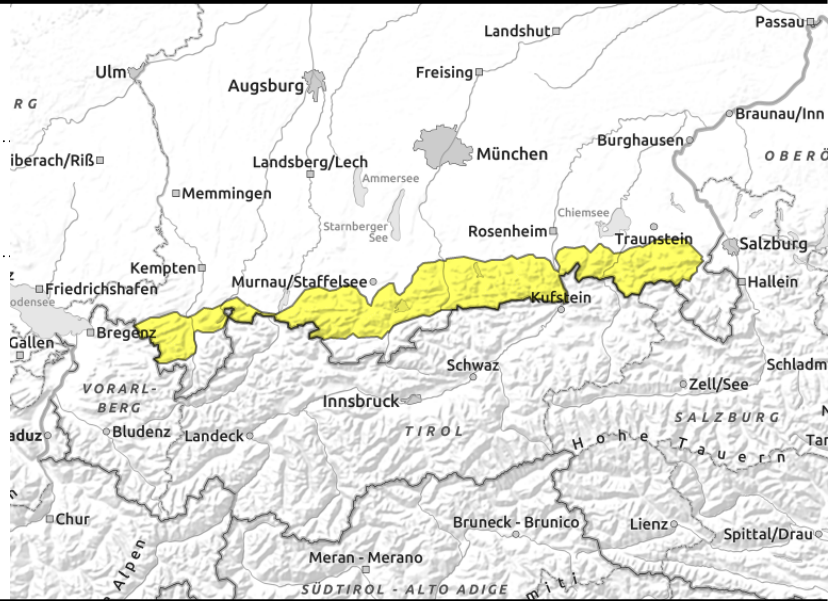 Passau
Landshut
Ulm
Freising
Augsburg
R G
Braunau/Inn
Burghausen
OBERÖ
iberach/Riß
Landsberg/Lech
München
Ammersee
Memmingen
Chiemsee
Starnberger
See
Rosenheim
Traunstein
Salzburg
Kempten
Murnau/Staffelsee
Hallein
z
Friedrichshafen
odensee
Kufstein
Bregenz
Gallen
Schwaz
Schladm
VORARL-
BERG
Zell/See
Innsbruck
SALZBURG
N
aduz
Bludenz
Landeck
TIROL
Hohe Tauern
Tar
n
Chur
Bruneck - Brunico
Lienz
Spittal/Drau
Meran - Merano
n Alpen
SÜDTIROL - ALTO ADIGE
miti